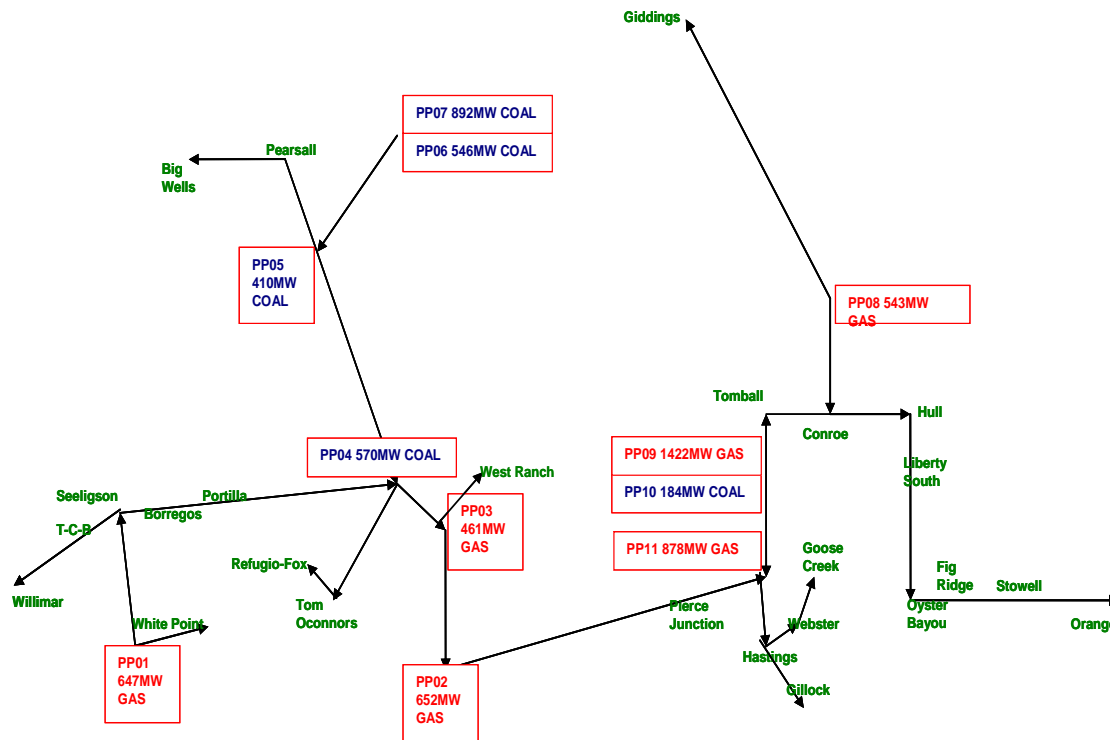 Giddings
PP07 892MW COAL
PP06 546MW COAL
Pearsall
Big
Wells
PP05
410MW
COAL
PP08 543MW
GAS
Tomball
Hull
Conroe
PP04 570MW COAL
PP09 1422MW GAS
PP10 184MW COAL
Liberty
South
West Ranch
Seeligson
Portilla
Borregos
T-C-B
PP03
461MW
GAS
PP11 878MW GAS
Goose
Creek
Refugio-Fox
Willimar
Tom
Oconnors
White Point
Pierce
Junction
Webster
Fig
Ridge
Stowell
Oyster
Bayou
Orange
Hastings
PP01
647MW
GAS
PP02
652MW
GAS
Gillock